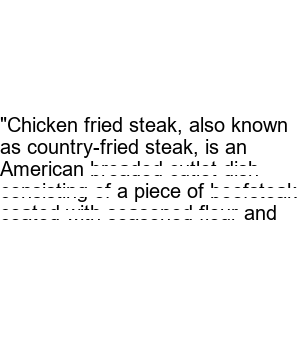 "Chicken fried steak, also known
as country-fried steak, is an
American breaded cutlet dish
consisting of a piece of beefsteak
coated with seasoned flour and